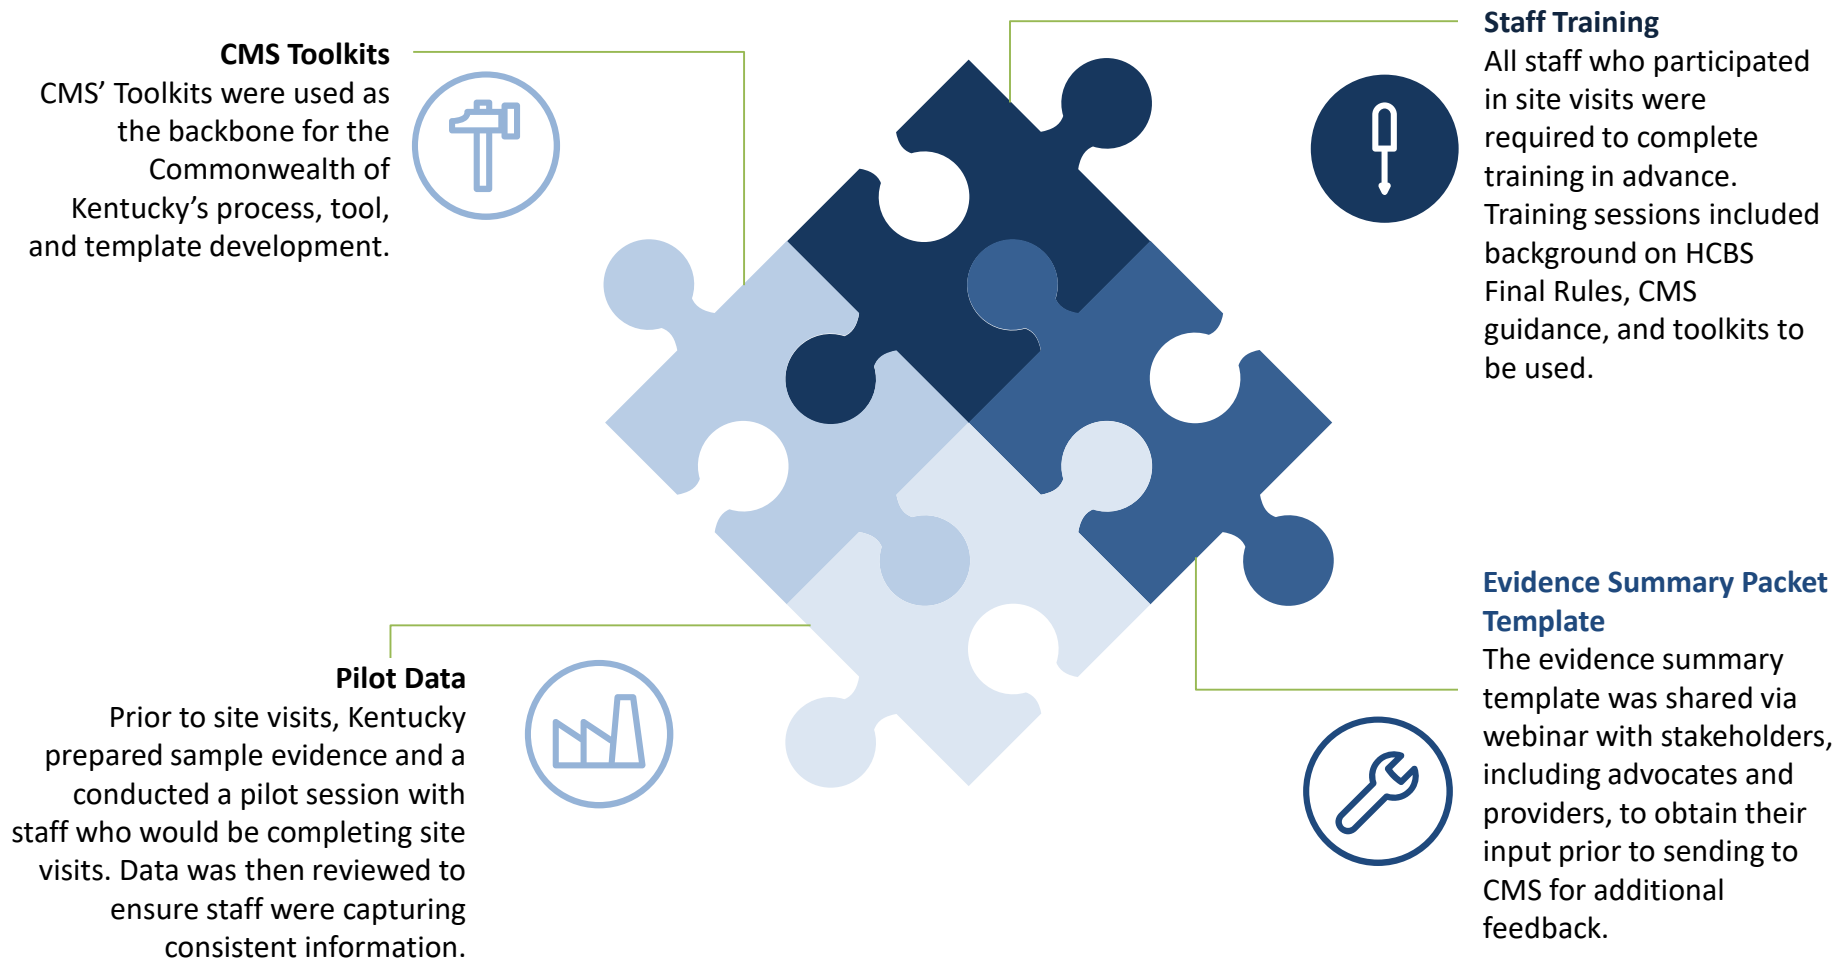 CMS Toolkits
CMS’ Toolkits were used as
the backbone for the
Commonwealth of
Kentucky’s process, tool,
and template development.
Staff Training
All staff who participated
in site visits were
required to complete
training in advance.
Training sessions included
background on HCBS
Final Rules, CMS
guidance, and toolkits to
be used.
Pilot Data
Prior to site visits, Kentucky
prepared sample evidence and a
conducted a pilot session with
staff who would be completing site
visits. Data was then reviewed to
ensure staff were capturing
consistent information.
Evidence Summary Packet
Template
The evidence summary
template was shared via
webinar with stakeholders,
including advocates and
providers, to obtain their
input prior to sending to
CMS for additional
feedback.